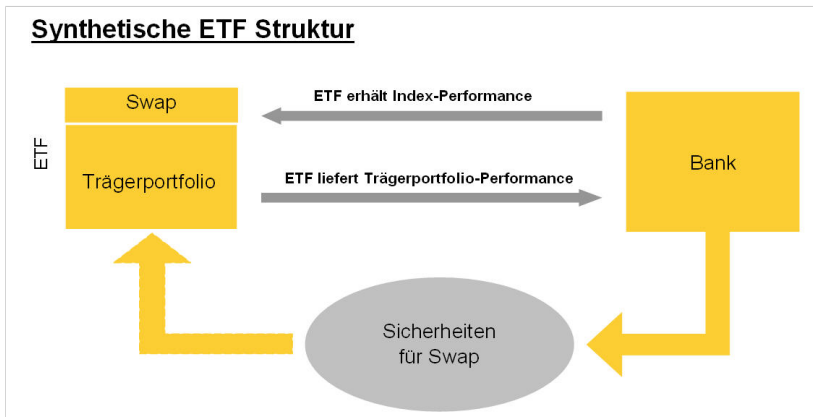 Synthetische ETF Struktur
ETF
Swap
Trägerportfolio
ETF erhält Index-Performance
ETF liefert Trägerportfolio-Performance
Bank
Sicherheiten
für Swap